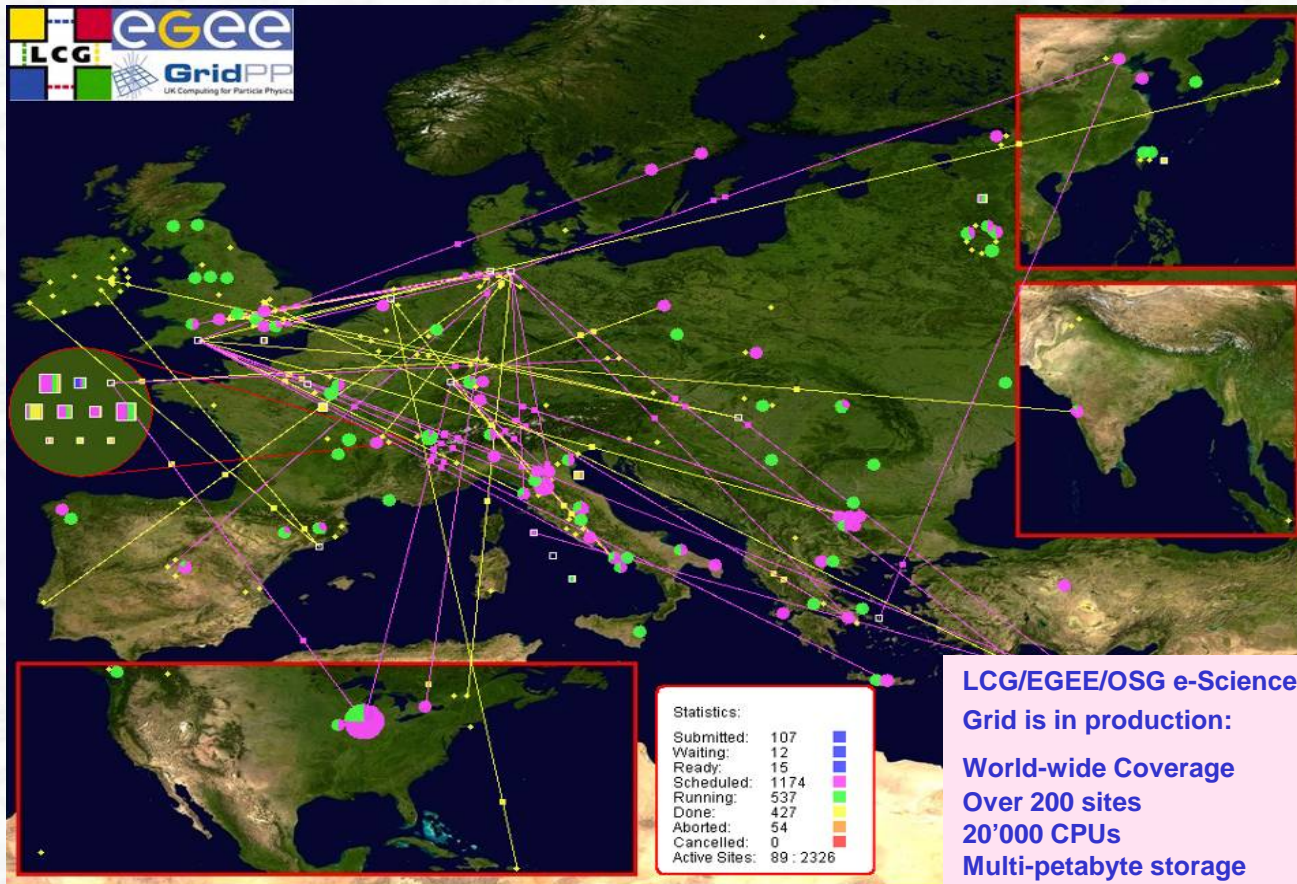 LCG
eGee
GridPP
UK Computing for Particle Physics
Statistics:
Submitted: 107
Waiting: 12
Ready: 15
Scheduled: 1174
Running: 537
Done: 427
Aborted: 54
Cancelled: 0
Active Sites: 89 : 2326
LCG/EGEE/OSG e-Science
Grid is in production:
World-wide Coverage
Over 200 sites
20’000 CPUs
Multi-petabyte storage